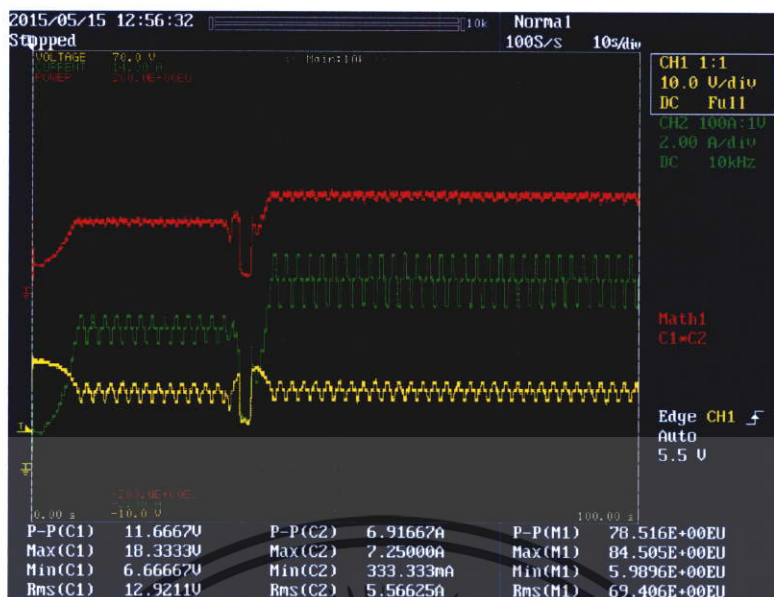 2015/05/15 12:56:32
10k
Normal
Stopped
100S/s
10s/div
VOLTAGE 70.0 V
CURRENT
POWER
Main:10k
CH1 1:1
10.0 V/div
DC Full
CH2 100A:1V
2.00 A/div
DC 10kHz
Math1
C1*C2
Edge CH1
Auto
5.5 V
-10.0 V
0.00 s
100.00 s
P-P(C1) 11.6667V P-P(C2) 6.91667A P-P(M1) 78.516E+00EU
Max(C1) 18.3333V Max(C2) 7.25000A Max(M1) 84.505E+00EU
Min(C1) 6.66667V Min(C2) 333.333mA Min(M1) 5.9896E+00EU
Rms(C1) 12.9211V Rms(C2) 5.56625A Rms(M1) 69.406E+00EU